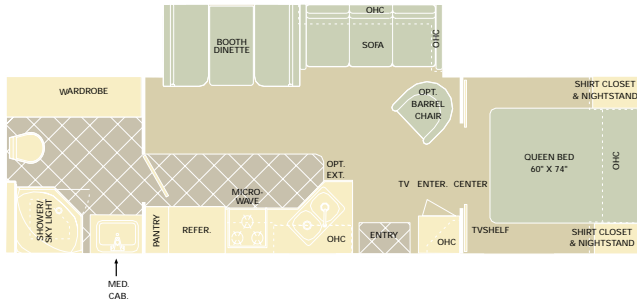 OHC
BOOTH
DINETTE
SOFA
OHC
WARDROBE
OPT.
BARREL
CHAIR
SHIRT CLOSET
& NIGHTSTAND
QUEEN BED
60" X 74"
OHC
OPT.
EXT.
MICRO-
WAVE
TV ENTER. CENTER
SHOWER/
SKY LIGHT
PANTRY
REFER.
OHC
ENTRY
OHC
TVSHELF
SHIRT CLOSET
& NIGHTSTAND
MED.
CAB.